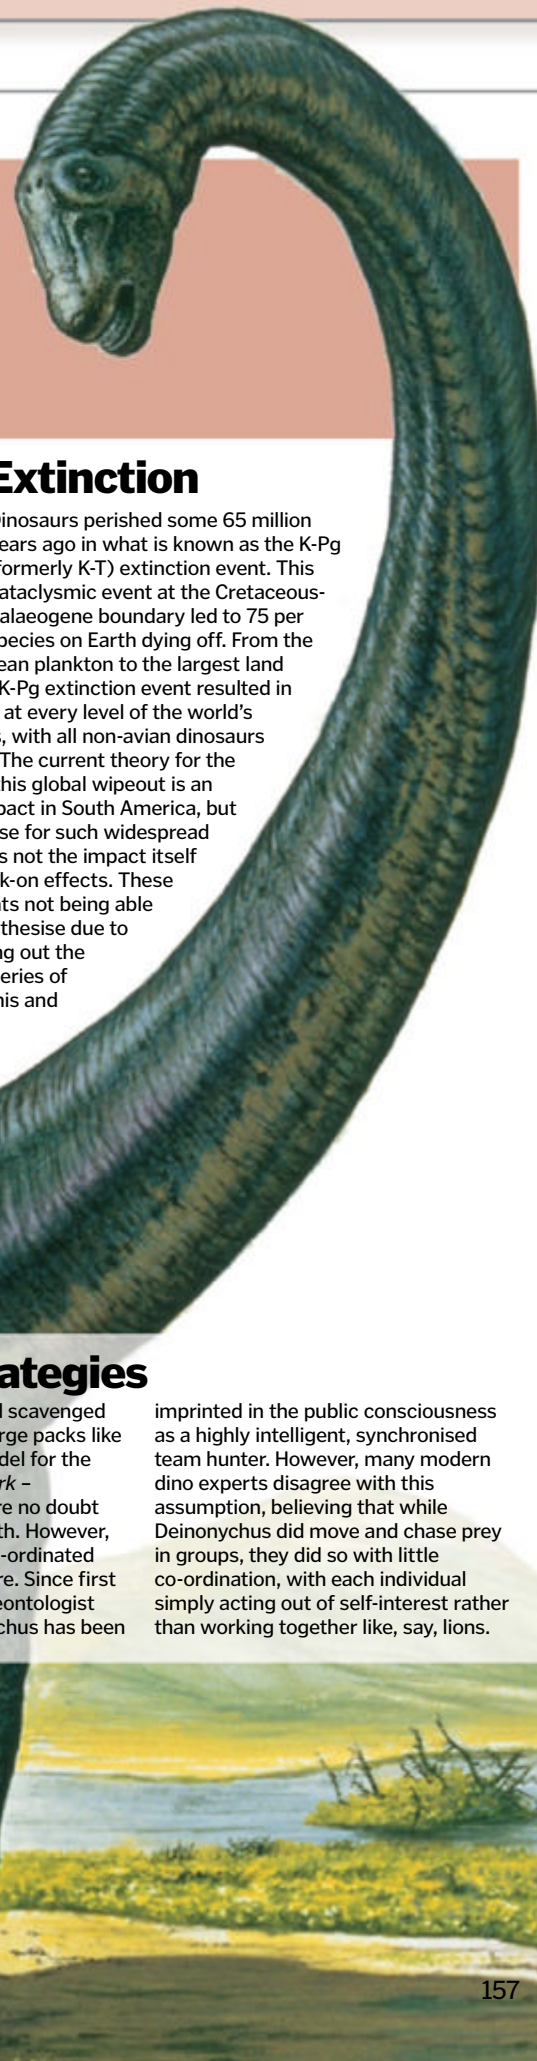 Extinction
inosaurs perished some 65 million
ears ago in what is known as the K-Pg
formerly K-T) extinction event. This
ataclysmic event at the Cretaceous-
alaeogene boundary led to 75 per
pecies on Earth dying off. From the
ean plankton to the largest land
K-Pg extinction event resulted in
at every level of the world's
s, with all non-avian dinosaurs
The current theory for the
his global wipeout is an
pact in South America, but
se for such widespread
s not the impact itself
k-on effects. These
ts not being able
thesise due to
ng out the
eries of
his and
ategies
d scavenged
rge packs like
del for the
rk –
re no doubt
th. However,
-ordinated
re. Since first
eontologist
chus has been
imprinted in the public consciousness
as a highly intelligent, synchronised
team hunter. However, many modern
dino experts disagree with this
assumption, believing that while
Deinonychus did move and chase prey
in groups, they did so with little
co-ordination, with each individual
simply acting out of self-interest rather
than working together like, say, lions.
157